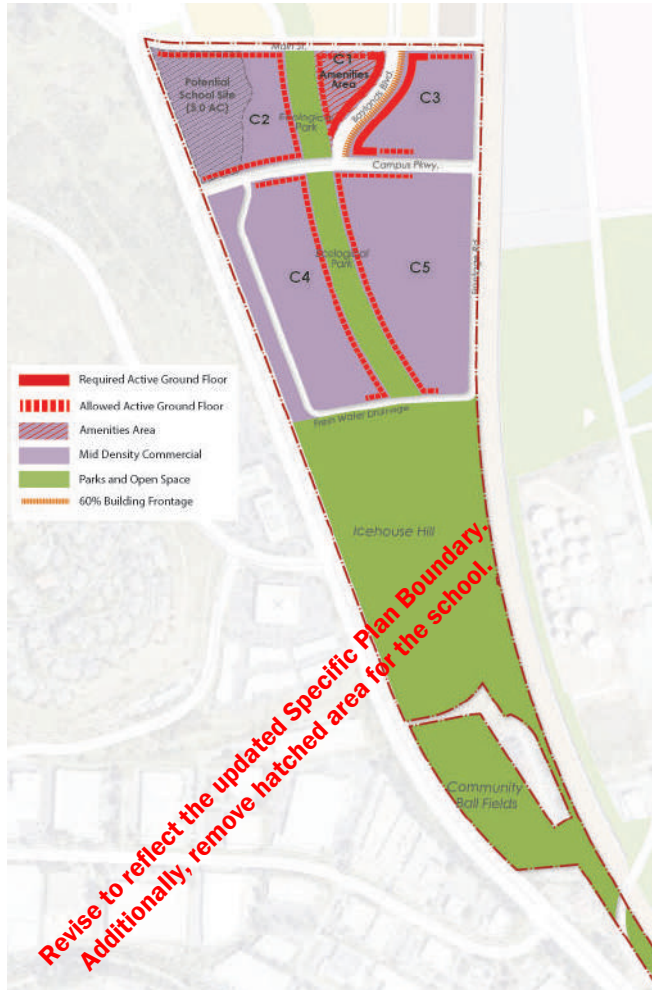 Main St.
C1
Amenities
Area
Potential
School Site
(5.0 AC)
C2
Ecological
Park
Baylands Blvd.
C3
Campus Pkwy.
Ecological
Park
C4
C5
Frontage Rd.
Required Active Ground Floor
Allowed Active Ground Floor
Amenities Area
Mid Density Commercial
Parks and Open Space
60% Building Frontage
Fresh Water Drainage
Icehouse Hill
Revise to reflect the updated Specific Plan Boundary.
Additionally, remove hatched area for the school.
Community
Ball Fields